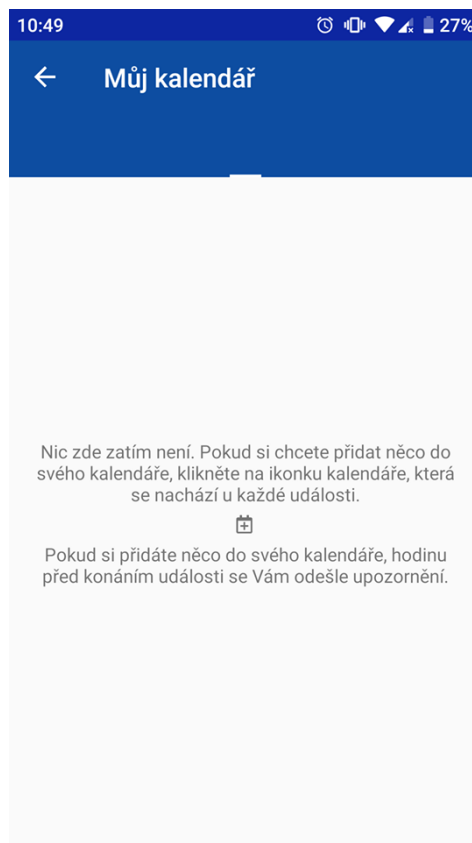 10:49 27%
Můj kalendář
Nic zde zatím není. Pokud si chcete přidat něco do
svého kalendáře, klikněte na ikonku kalendáře, která
se nachází u každé události.
Pokud si přidáte něco do svého kalendáře, hodinu
před konáním události se Vám odešle upozornění.